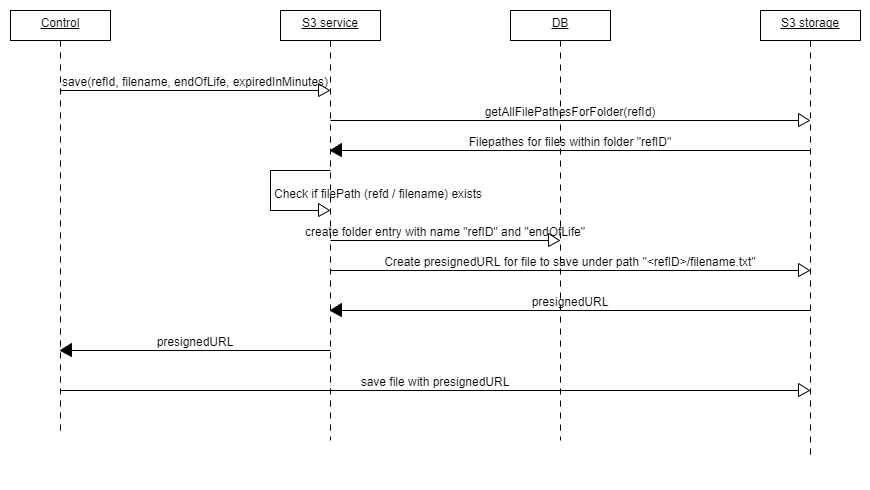 Control
S3 service
DB
S3 storage
save(refId, filename, endOfLife, expiredInMinutes)
getAllFilePathesForFolder(refId)
Filepathes for files within folder "refID"
Check if filePath (refd / filename) exists
create folder entry with name "refID" and "endOfLife"
Create presignedURL for file to save under path "<refID>/filename.txt"
presignedURL
presignedURL
save file with presignedURL